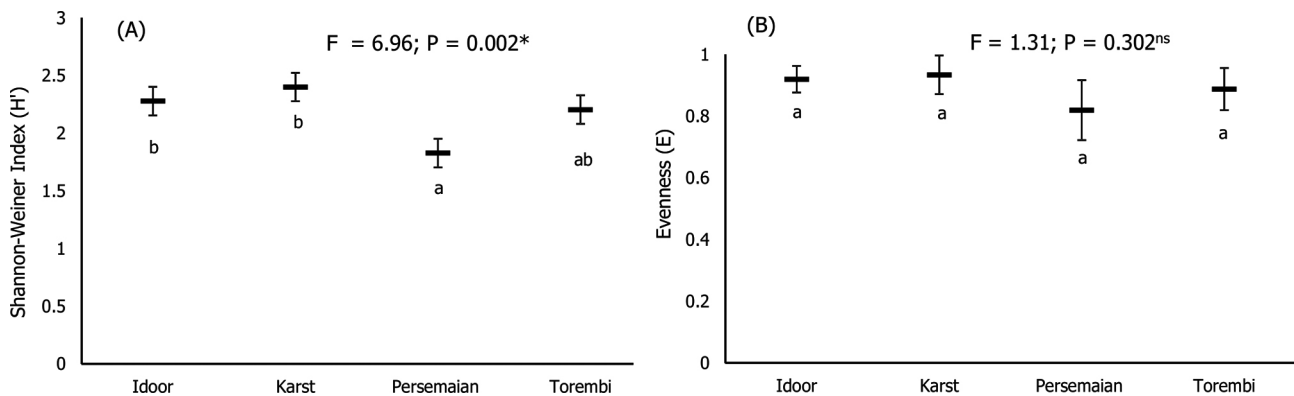 (A)
F = 6.96; P = 0.002*
Shannon-Weiner Index (H')
3
2.5
2
1.5
1
0.5
0
b
b
a
ab
Idoor
Karst
Persemaian
Torembi
(B)
F = 1.31; P = 0.302ns
Evenness (E)
1
0.8
0.6
0.4
0.2
0
a
a
a
a
Idoor
Karst
Persemaian
Torembi